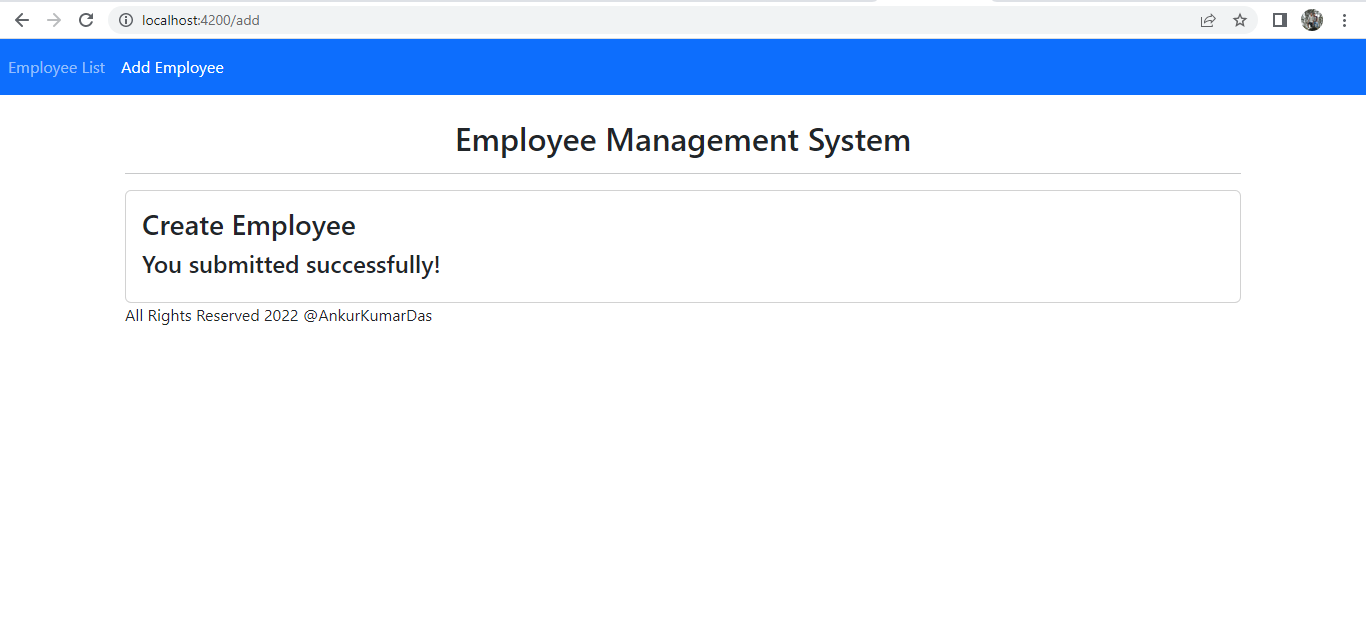 localhost:4200/add
Employee List Add Employee
Employee Management System
Create Employee
You submitted successfully!
All Rights Reserved 2022 @AnkurKumarDas